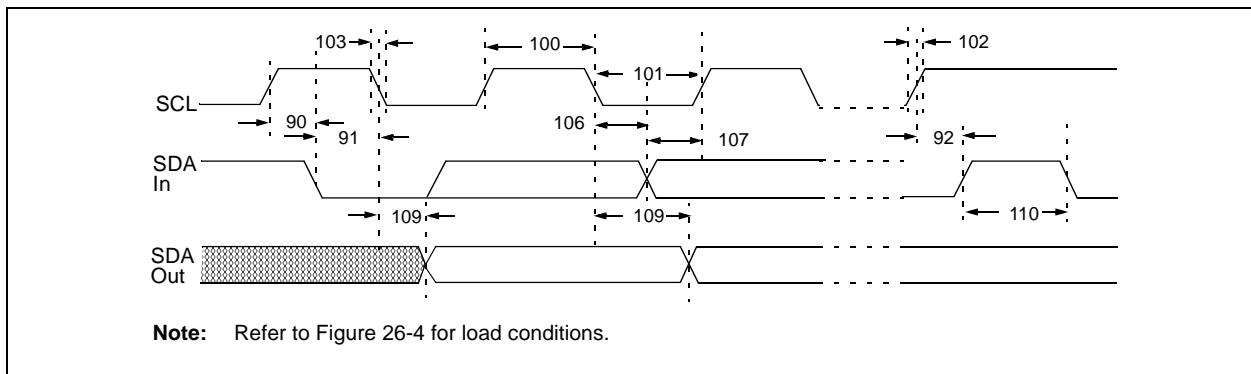 103
100
102
101
SCL
90
91
106
107
92
SDA
In
109
109
110
SDA
Out
Note: Refer to Figure 26-4 for load conditions.